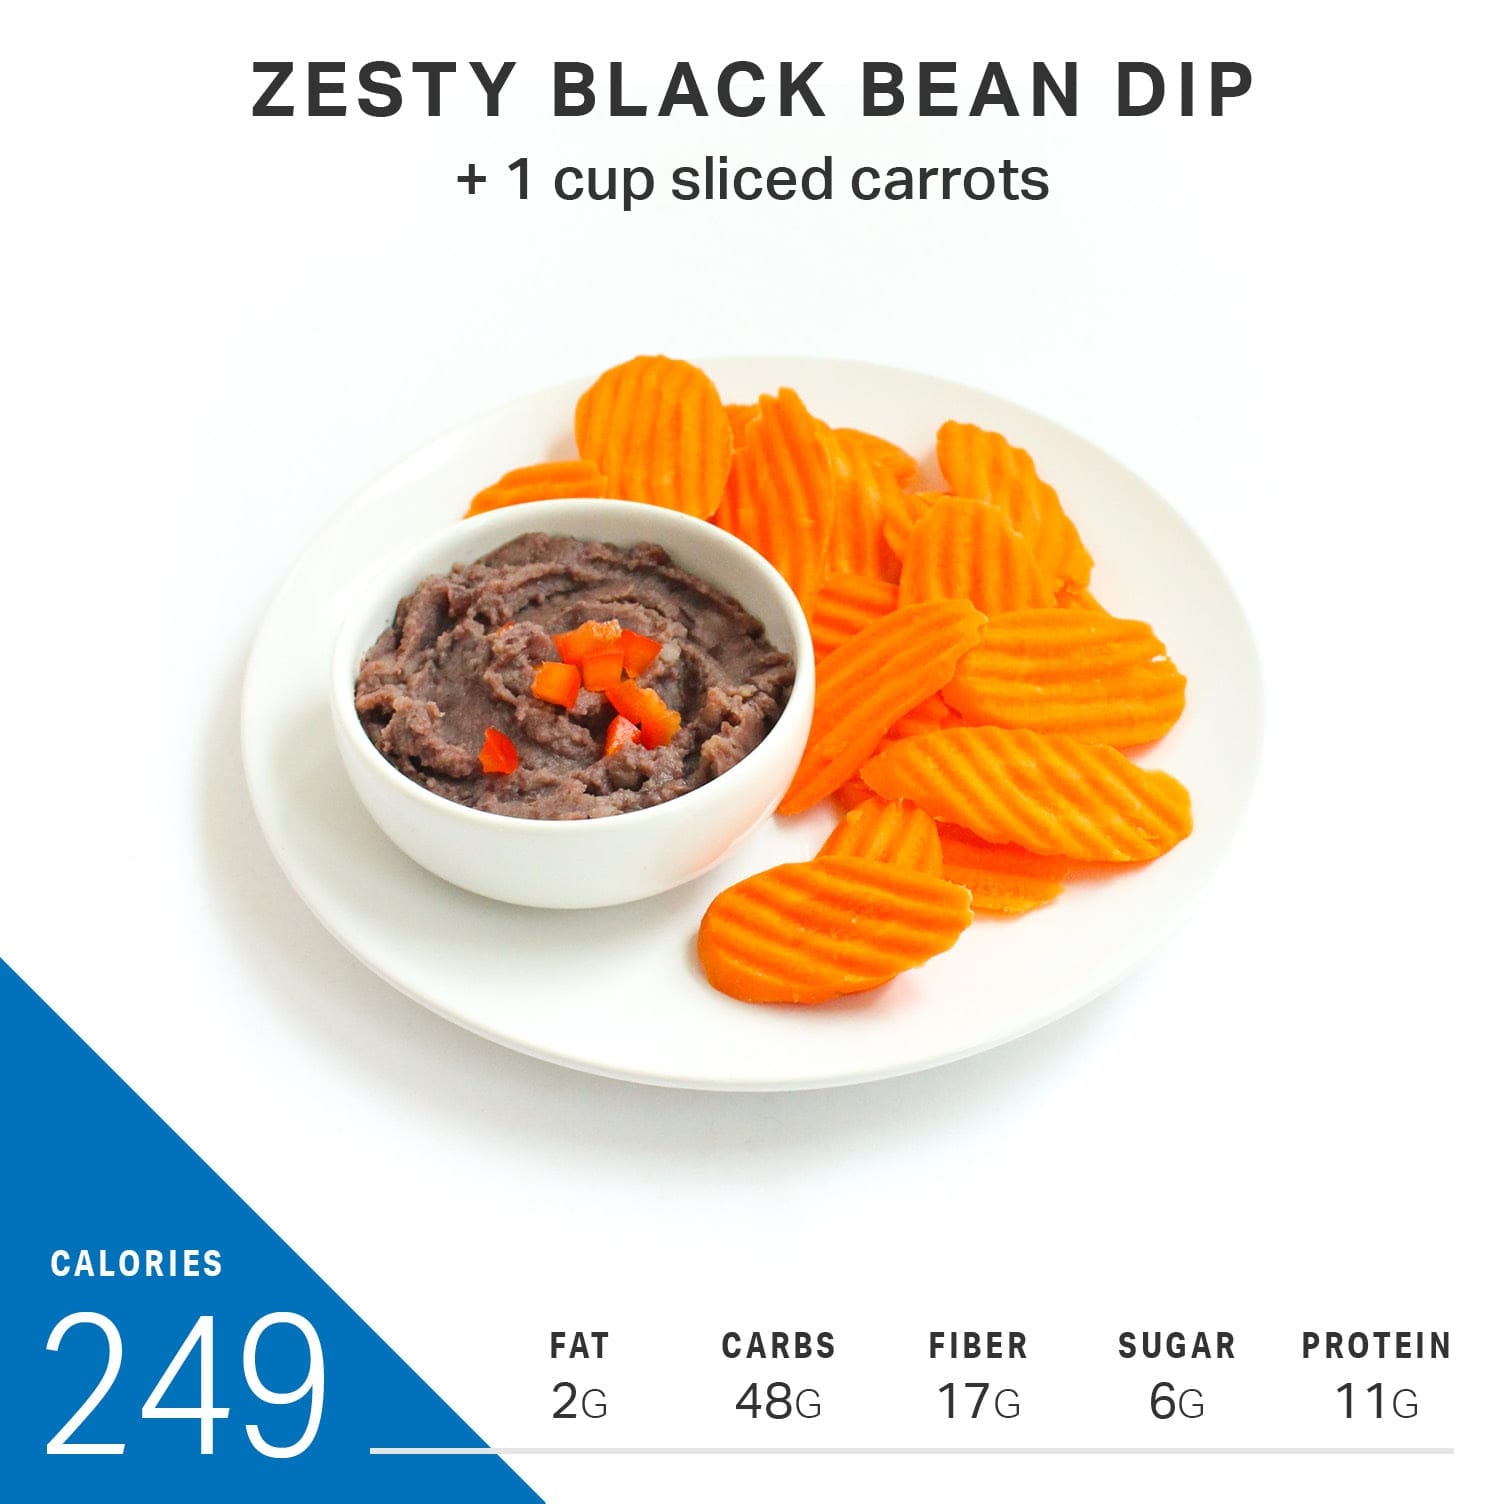 ZESTY BLACK BEAN DIP
+ 1 cup sliced carrots
CALORIES
249
FAT CARBS FIBER SUGAR PROTEIN
2G 48G 17G 6G 11G